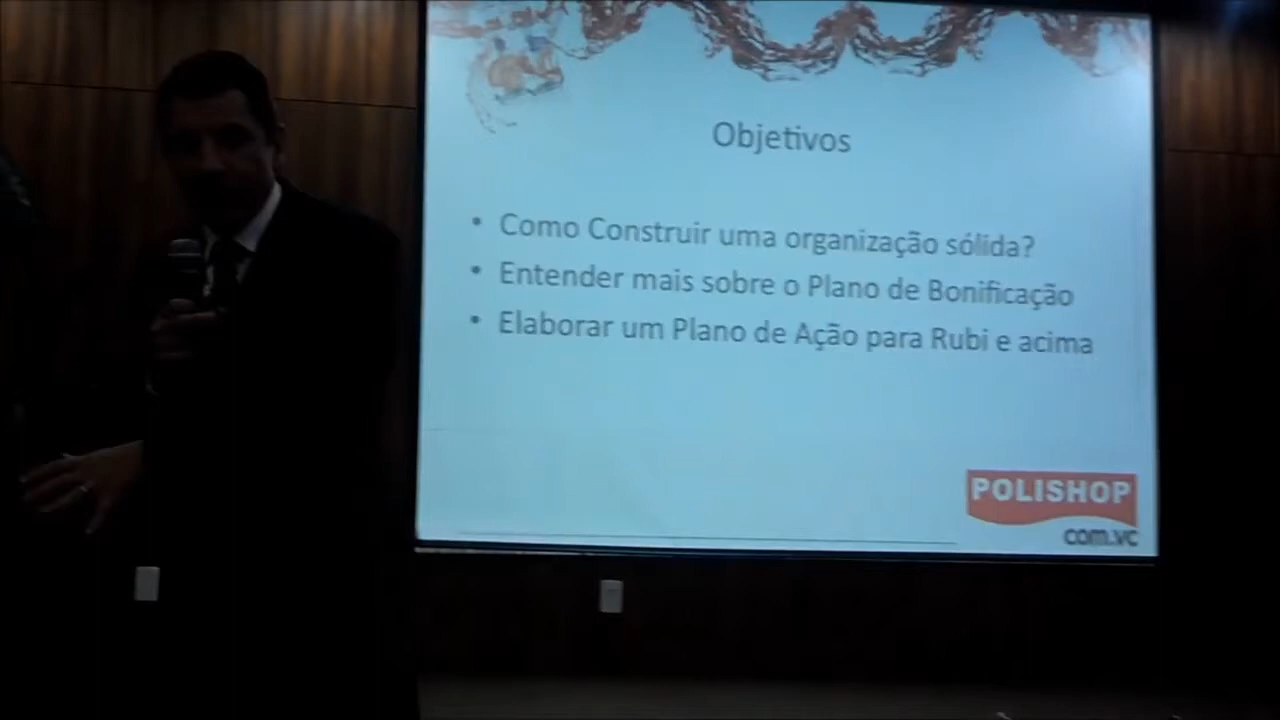 Objetivos
• Como Construir uma organização sólida?
• Entender mais sobre o Plano de Bonificação
• Elaborar um Plano de Ação para Rubi e acima
POLISHOP
com.vc